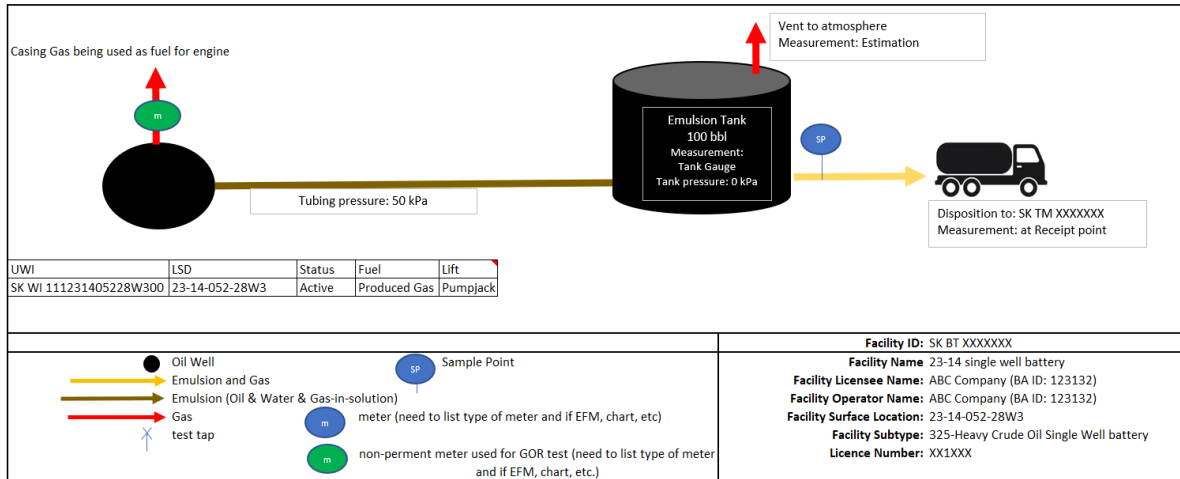 Casing Gas being used as fuel for engine
m
Vent to atmosphere
Measurement: Estimation
Emulsion Tank
100 bbl
Measurement:
Tank Gauge
Tank pressure: 0 kPa
SP
Tubing pressure: 50 kPa
Disposition to: SK TM XXXXXXX
Measurement: at Receipt point
UWI LSD Status Fuel Lift
SK WI 111231405228W300 23-14-052-28W3 Active Produced Gas Pumpjack
Oil Well
Emulsion and Gas
Emulsion (Oil & Water & Gas-in-solution)
Gas
test tap
SP
Sample Point
m
meter (need to list type of meter and if EFM, chart, etc)
m
non-perment meter used for GOR test (need to list type of meter
and if EFM, chart, etc.)
Facility ID: SK BT XXXXXXX
Facility Name 23-14 single well battery
Facility Licensee Name: ABC Company (BA ID: 123132)
Facility Operator Name: ABC Company (BA ID: 123132)
Facility Surface Location: 23-14-052-28W3
Facility Subtype: 325-Heavy Crude Oil Single Well battery
Licence Number: XX1XXX